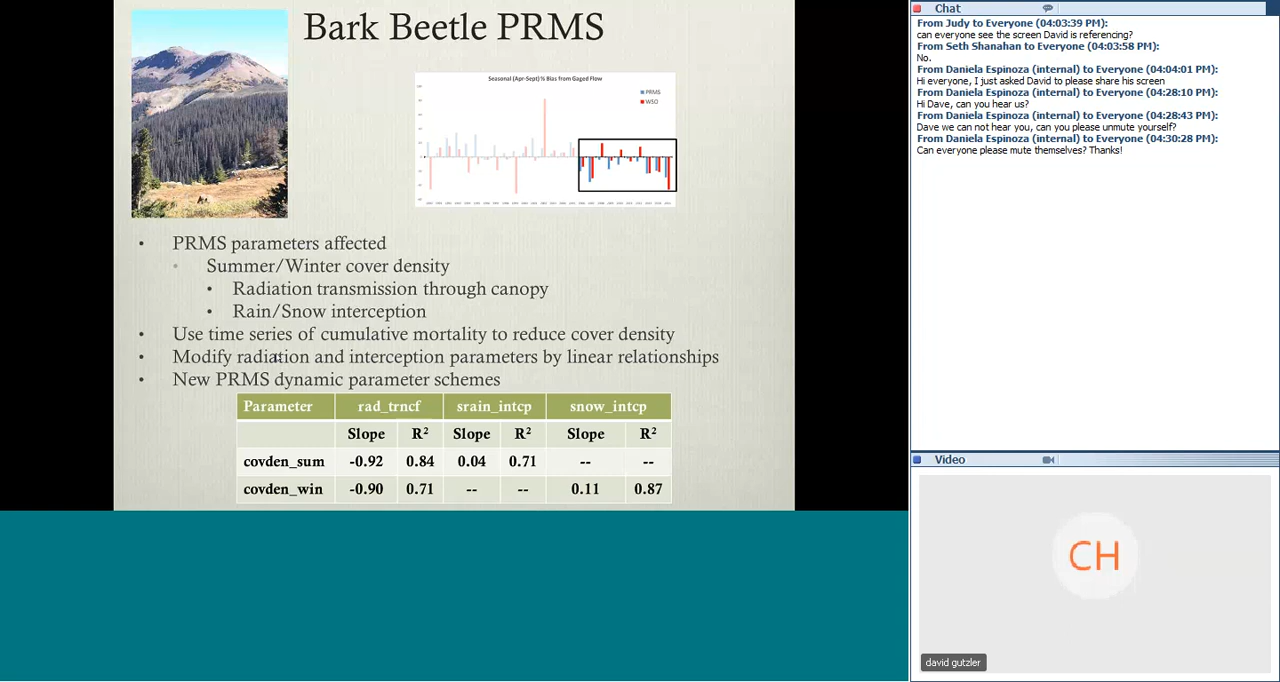 Bark Beetle PRMS
Seasonal (Apr-Sept) % Bias from Gaged Flow
PRMS
WSO
• PRMS parameters affected
• Summer/Winter cover density
• Radiation transmission through canopy
• Rain/Snow interception
• Use time series of cumulative mortality to reduce cover density
• Modify radiation and interception parameters by linear relationships
• New PRMS dynamic parameter schemes
Parameter rad_trncf srain_intcp snow_intcp
Slope R² Slope R² Slope R²
covden_sum -0.92 0.84 0.04 0.71 -- --
covden_win -0.90 0.71 -- -- 0.11 0.87
Chat
From Judy to Everyone (04:03:39 PM):
can everyone see the screen David is referencing?
From Seth Shanahan to Everyone (04:03:58 PM):
No.
From Daniela Espinoza (internal) to Everyone (04:04:01 PM):
Hi everyone, I just asked David to please share his screen
From Daniela Espinoza (internal) to Everyone (04:28:10 PM):
Hi Dave, can you hear us?
From Daniela Espinoza (internal) to Everyone (04:28:43 PM):
Dave we can not hear you, can you please unmute yourself?
From Daniela Espinoza (internal) to Everyone (04:30:28 PM):
Can everyone please mute themselves? Thanks!
Video
CH
david gutzler